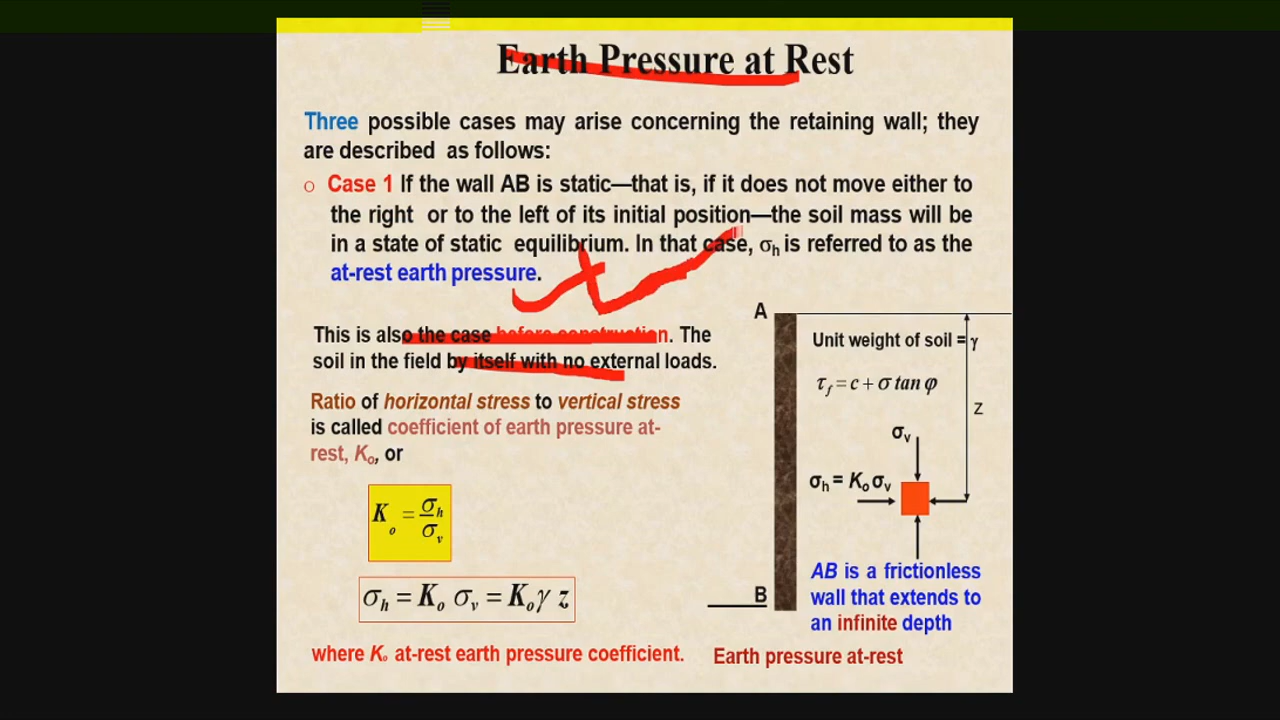 Earth Pressure at Rest
Three possible cases may arise concerning the retaining wall; they
are described as follows:
o Case 1 If the wall AB is static—that is, if it does not move either to
the right or to the left of its initial position—the soil mass will be
in a state of static equilibrium. In that case, σh is referred to as the
at-rest earth pressure.
This is also the case before construction. The
soil in the field by itself with no external loads.
Ratio of horizontal stress to vertical stress
is called coefficient of earth pressure at-
rest, Ko, or
Ko = σh/σv
σh = Ko σv = Koγ z
where Ko at-rest earth pressure coefficient.
A
Unit weight of soil = γ
τf = c + σ tan φ
z
σv
σh = Koσv
B
AB is a frictionless
wall that extends to
an infinite depth
Earth pressure at-rest